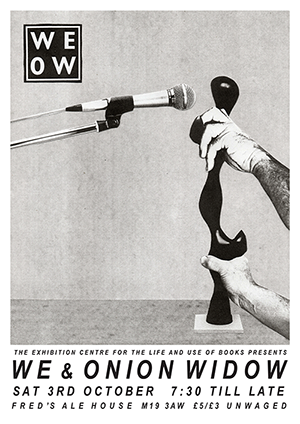 WE
OW
THE EXHIBITION CENTRE FOR THE LIFE AND USE OF BOOKS PRESENTS
WE & ONION WIDOW
SAT 3RD OCTOBER 7:30 TILL LATE
FRED'S ALE HOUSE M19 3AW £5/£3 UNWAGED